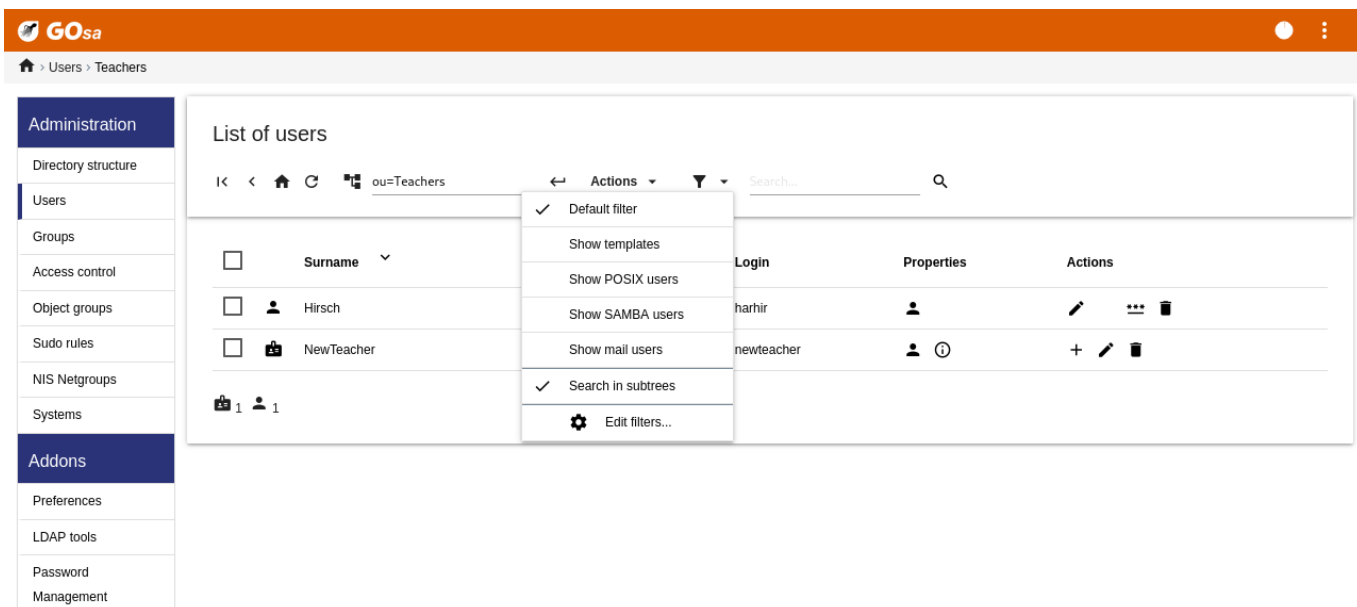 GOsa
Users › Teachers
Administration
Directory structure
Users
Groups
Access control
Object groups
Sudo rules
NIS Netgroups
Systems
Addons
Preferences
LDAP tools
Password
Management
List of users
ou=Teachers Actions Search...
Default filter
Show templates
Show POSIX users
Show SAMBA users
Show mail users
Search in subtrees
Edit filters...
Surname Login Properties Actions
Hirsch harhir
NewTeacher newteacher
1 1